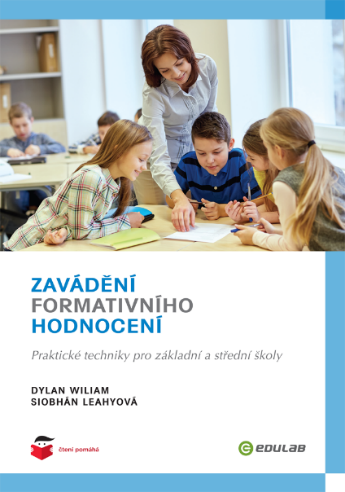 ZAVÁDĚNÍ
FORMATIVNÍHO
HODNOCENÍ
Praktické techniky pro základní a střední školy
DYLAN WILIAM
SIOBHÁN LEAHYOVÁ
čtení pomáhá
EDULAB